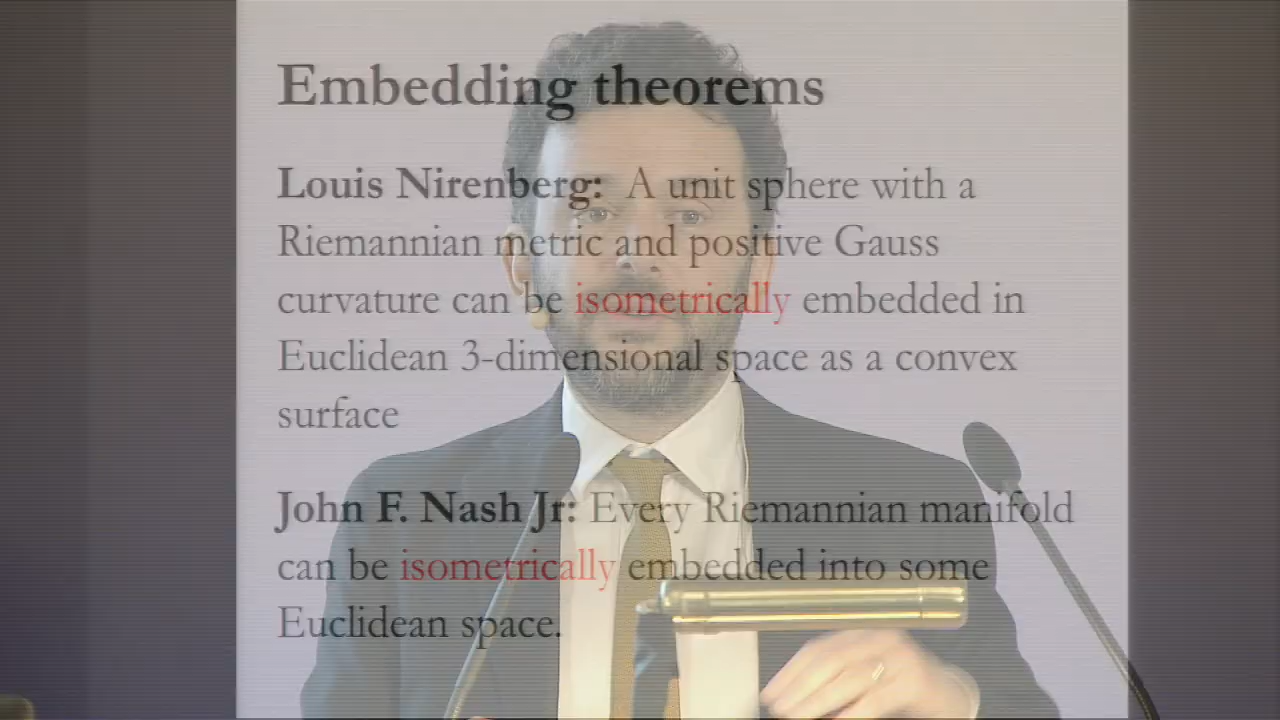 Embedding theorems
Louis Nirenberg: A unit sphere with a
Riemannian metric and positive Gauss
curvature can be isometrically embedded in
Euclidean 3-dimensional space as a convex
surface
John F. Nash Jr: Every Riemannian manifold
can be isometrically embedded into some
Euclidean space.